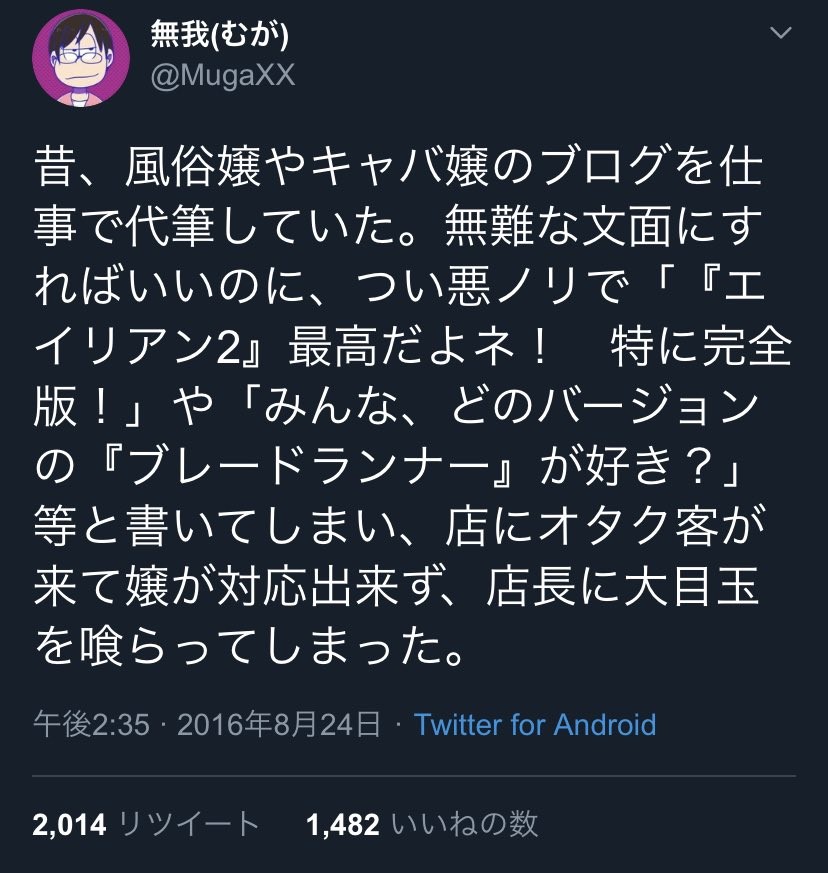 無我(むが)
@MugaXX
昔、風俗嬢やキャバ嬢のブログを仕
事で代筆していた。無難な文面にす
ればいいのに、つい悪ノリで「『エ
イリアン2』最高だよネ！　特に完全
版！」や「みんな、どのバージョン
の『ブレードランナー』が好き？」
等と書いてしまい、店にオタク客が
来て嬢が対応出来ず、店長に大目玉
を喰らってしまった。
午後2:35 · 2016年8月24日 · Twitter for Android
2,014 リツイート　1,482 いいねの数